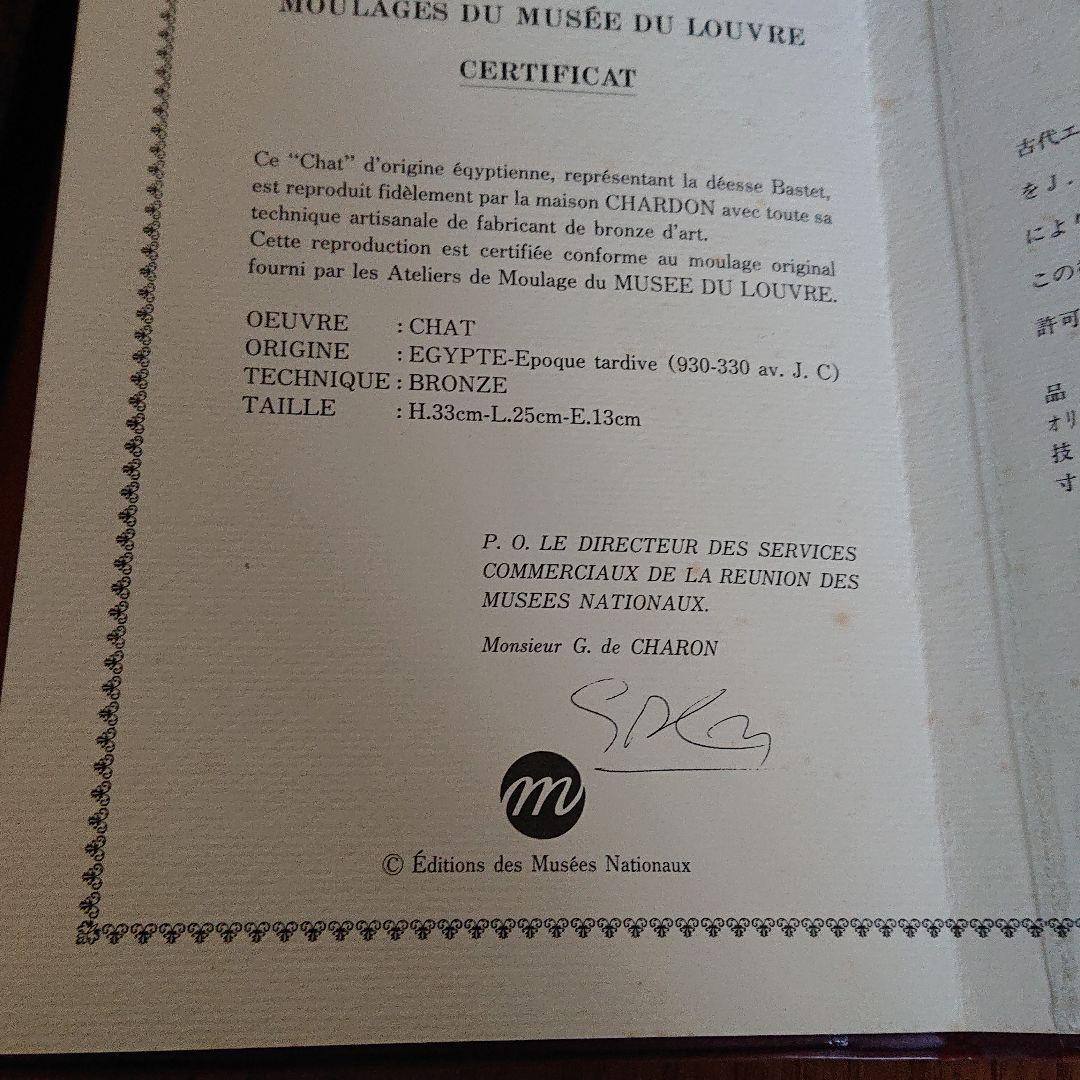 MOULAGES DU MUSÉE DU LOUVRE
CERTIFICAT
Ce “Chat” d'origine éqyptienne, représentant la déesse Bastet,
est reproduit fidèlement par la maison CHARDON avec toute sa
technique artisanale de fabricant de bronze d'art.
Cette reproduction est certifiée conforme au moulage original
fourni par les Ateliers de Moulage du MUSEE DU LOUVRE.
OEUVRE : CHAT
ORIGINE : EGYPTE-Epoque tardive (930-330 av. J. C)
TECHNIQUE : BRONZE
TAILLE : H.33cm-L.25cm-E.13cm
P. O. LE DIRECTEUR DES SERVICES
COMMERCIAUX DE LA REUNION DES
MUSEES NATIONAUX.
Monsieur G. de CHARON
m
© Éditions des Musées Nationaux
古代エ
をJ・
によリ
この
許可
品
オリ
技
寸